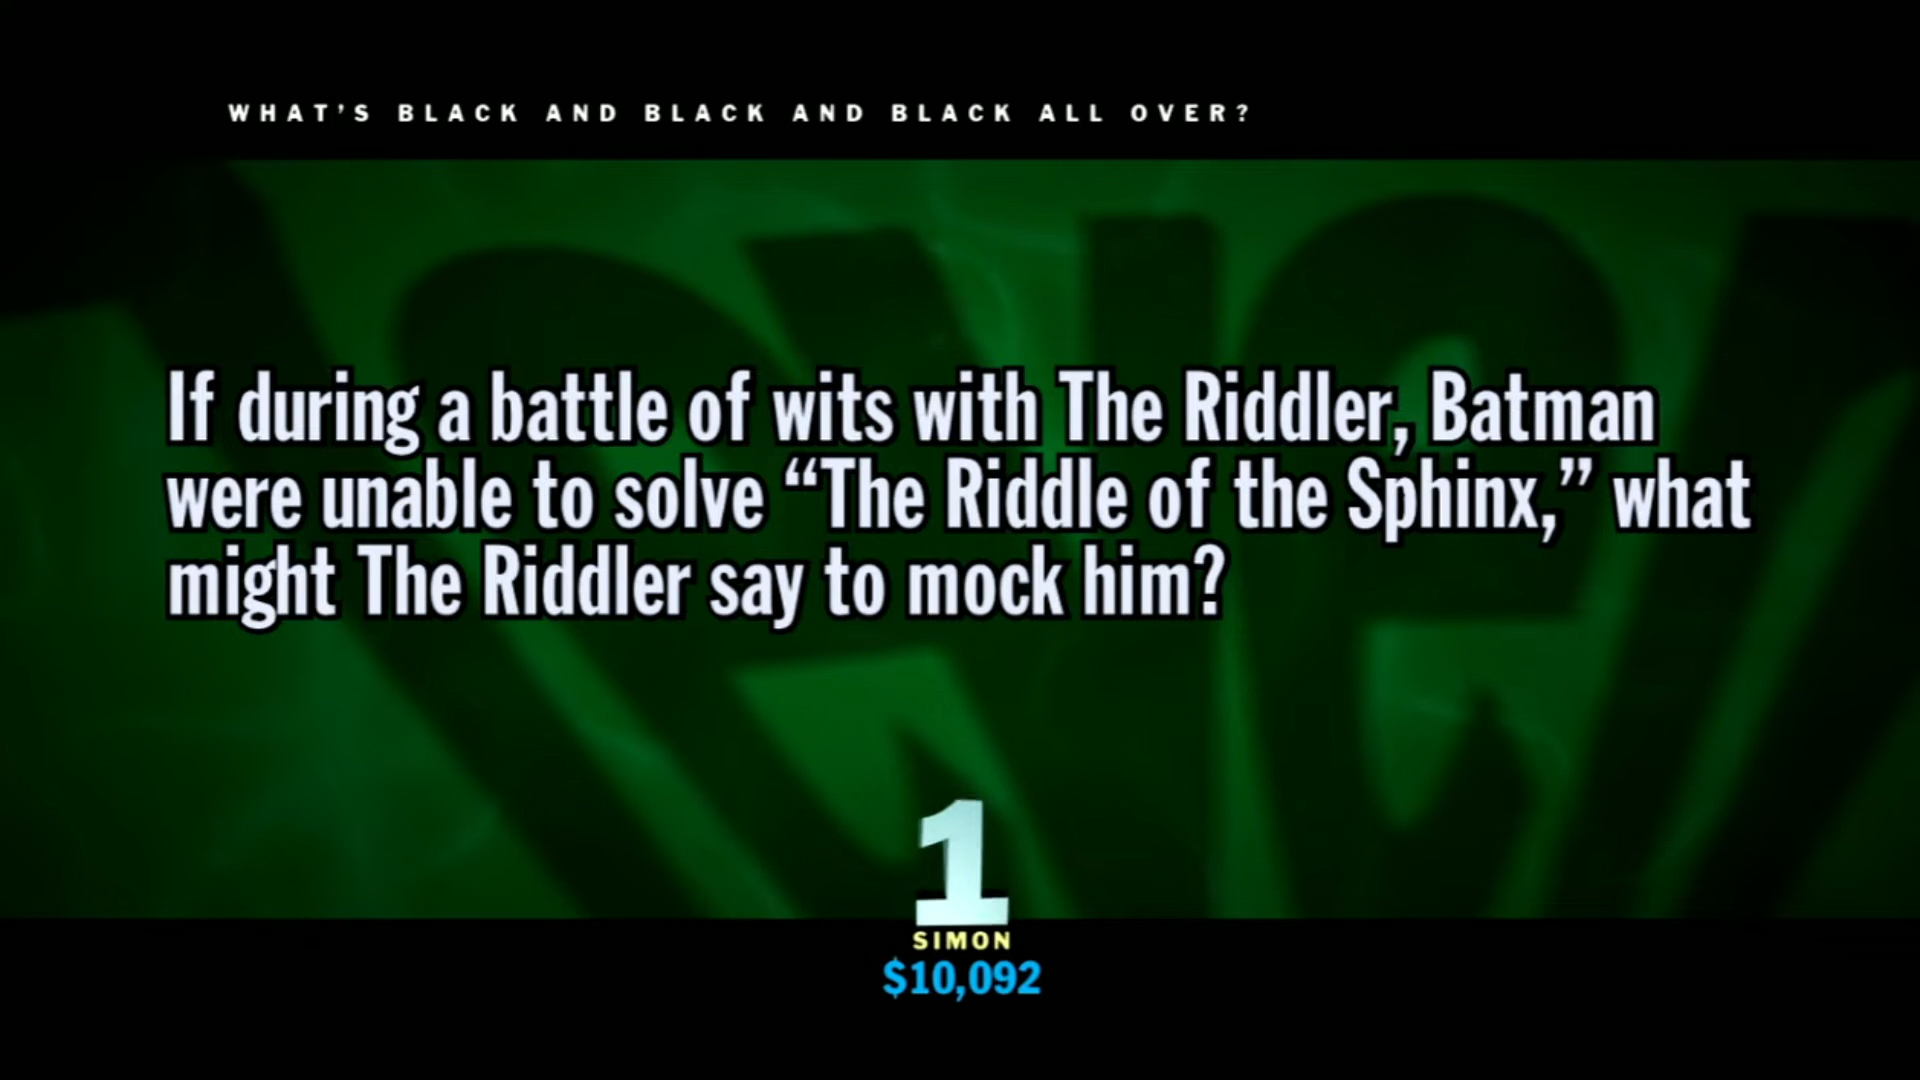 WHAT'S BLACK AND BLACK AND BLACK ALL OVER?
If during a battle of wits with The Riddler, Batman
were unable to solve “The Riddle of the Sphinx,” what
might The Riddler say to mock him?
1
SIMON
$10,092